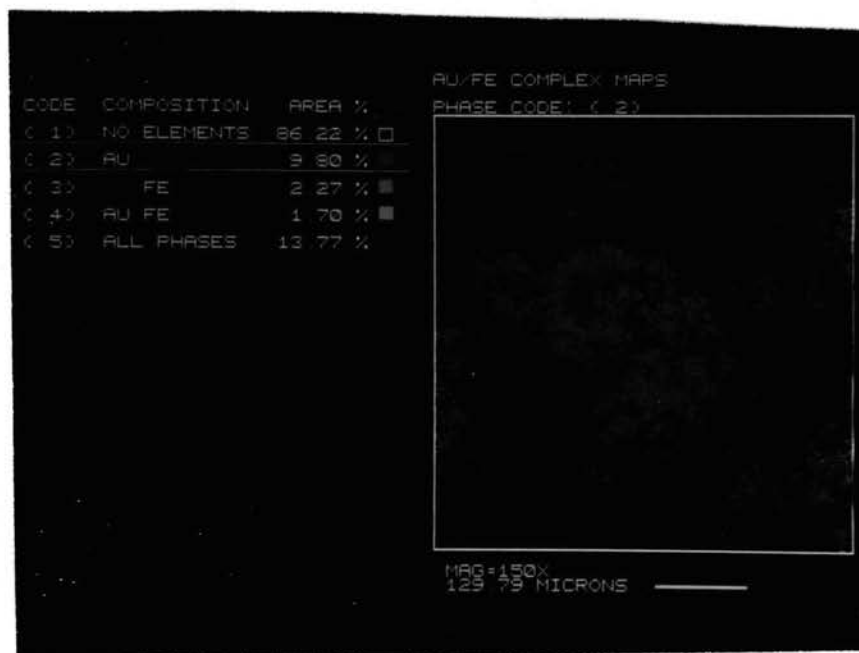 CODE COMPOSITION AREA %
( 1) NO ELEMENTS 86 22 %
( 2) AU 9 80 %
( 3) FE 2 27 %
( 4) AU FE 1 70 %
( 5) ALL PHASES 13 77 %
AU/FE COMPLEX MAPS
PHASE CODE: ( 2)
MAG=150X
129 79 MICRONS